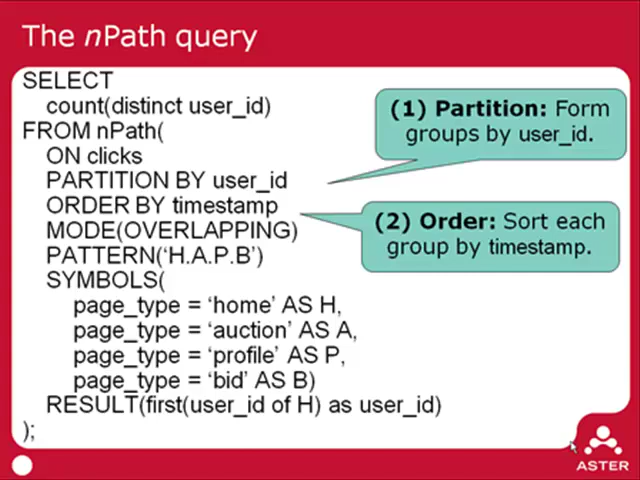 The nPath query
SELECT
count(distinct user_id)
FROM nPath(
ON clicks
PARTITION BY user_id
ORDER BY timestamp
MODE(OVERLAPPING)
PATTERN(‘H.A.P.B’)
SYMBOLS(
page_type = ‘home’ AS H,
page_type = ‘auction’ AS A,
page_type = ‘profile’ AS P,
page_type = ‘bid’ AS B)
RESULT(first(user_id of H) as user_id)
);
(1) Partition: Form
groups by user_id.
(2) Order: Sort each
group by timestamp.
ASTER